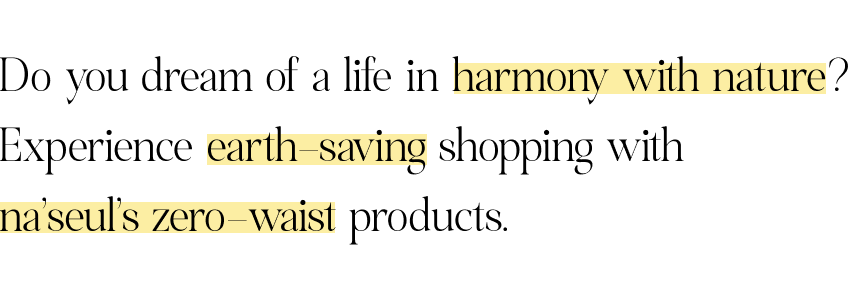 Do you dream of a life in harmony with nature?
Experience earth-saving shopping with
na'seul's zero-waist products.